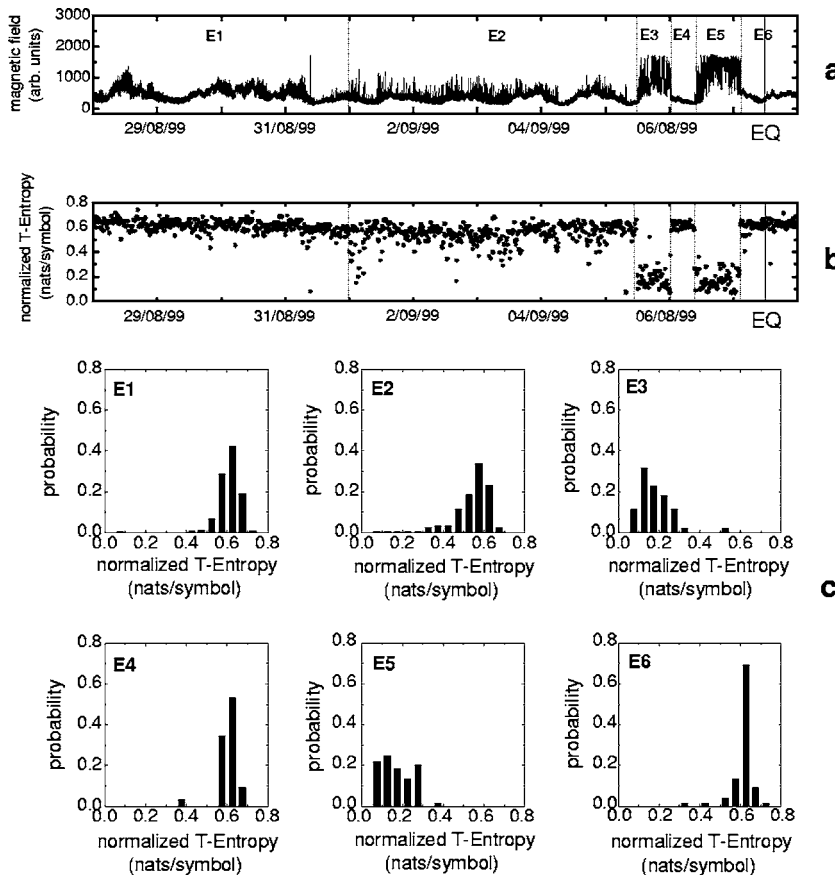 magnetic field
(arb. units)
3000
2000
1000
0
E1
E2
E3
E4
E5
E6
a
29/08/99
31/08/99
2/09/99
04/09/99
06/08/99
EQ
normalized T-Entropy
(nats/symbol)
0.8
0.6
0.4
0.2
0.0
b
29/08/99
31/08/99
2/09/99
04/09/99
06/08/99
EQ
E1
probability
0.8
0.6
0.4
0.2
0.0
0.0 0.2 0.4 0.6 0.8
normalized T-Entropy
(nats/symbol)
E2
probability
0.8
0.6
0.4
0.2
0.0
0.0 0.2 0.4 0.6 0.8
normalized T-Entropy
(nats/symbol)
E3
probability
0.8
0.6
0.4
0.2
0.0
0.0 0.2 0.4 0.6 0.8
normalized T-Entropy
(nats/symbol)
c
E4
probability
0.8
0.6
0.4
0.2
0.0
0.0 0.2 0.4 0.6 0.8
normalized T-Entropy
(nats/symbol)
E5
probability
0.8
0.6
0.4
0.2
0.0
0.0 0.2 0.4 0.6 0.8
normalized T-Entropy
(nats/symbol)
E6
probability
0.8
0.6
0.4
0.2
0.0
0.0 0.2 0.4 0.6 0.8
normalized T-Entropy
(nats/symbol)